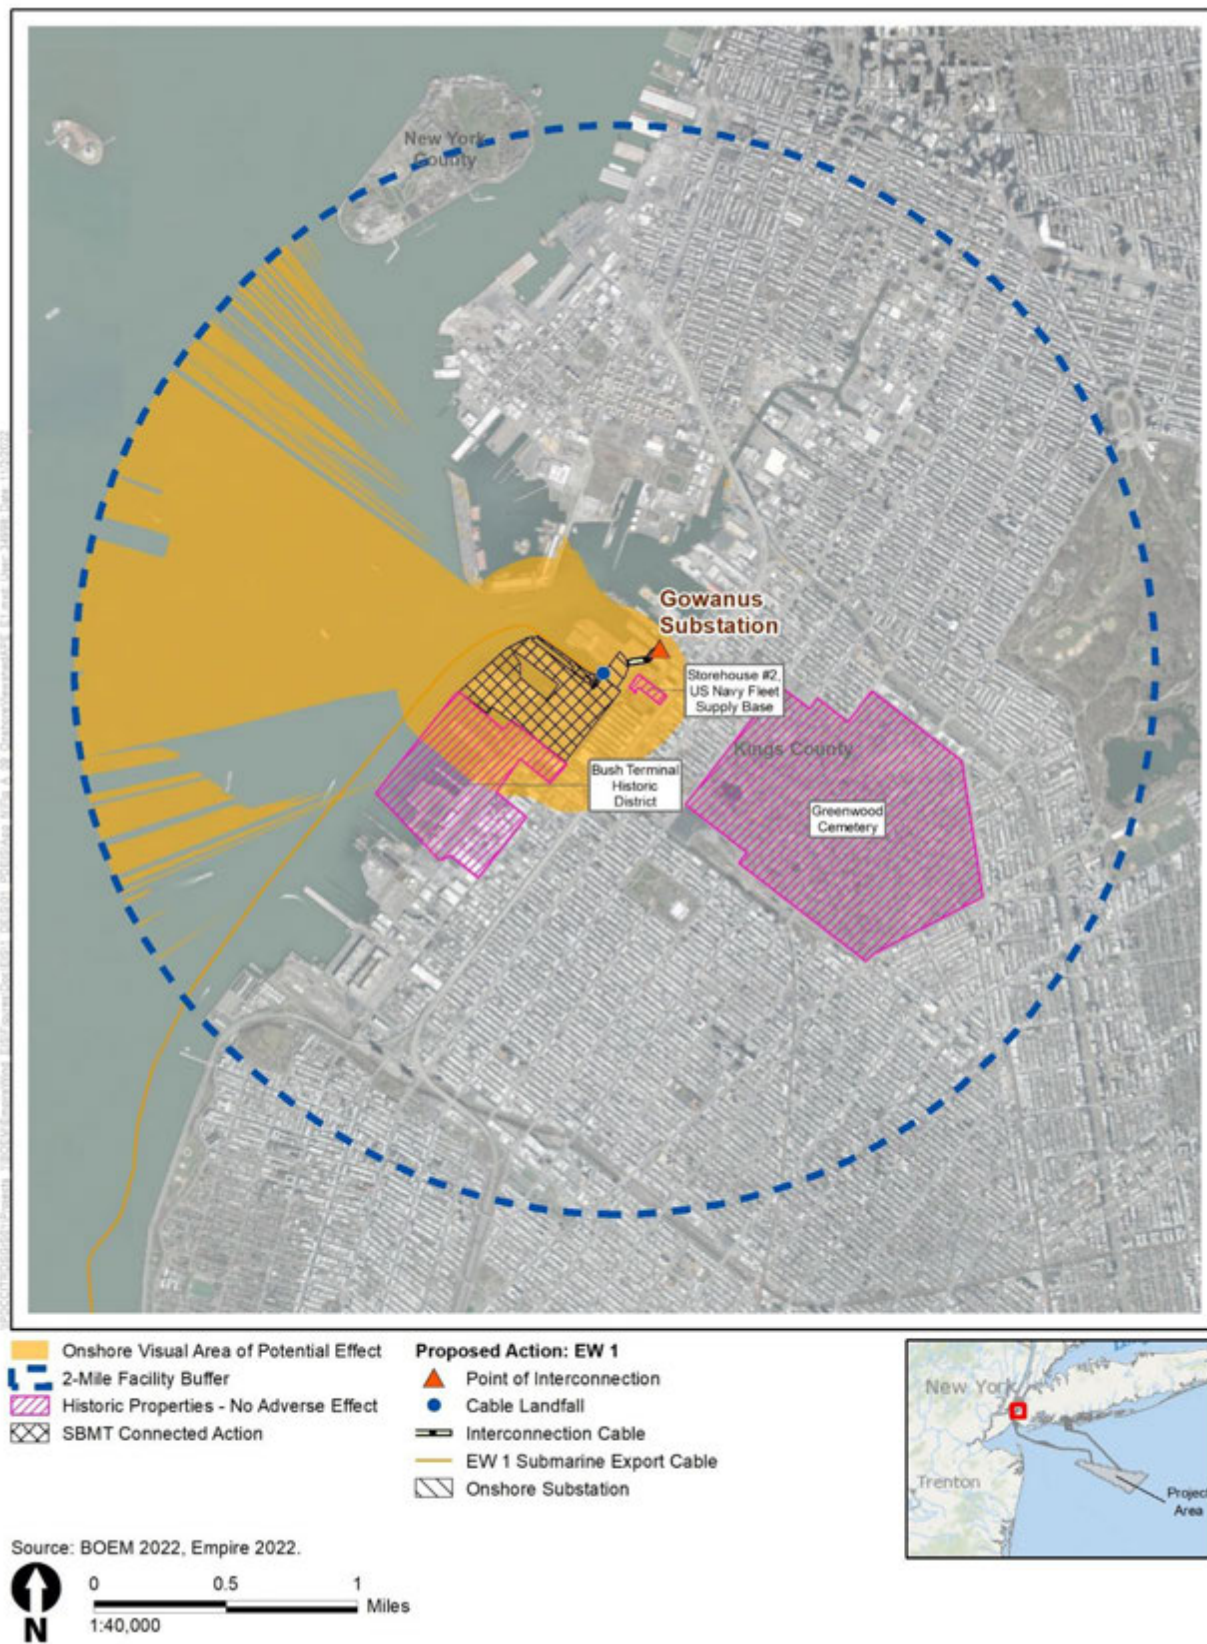 New York
County
Gowanus
Substation
Storehouse #2,
US Navy Fleet
Supply Base
Kings County
Bush Terminal
Historic
District
Greenwood
Cemetery
Onshore Visual Area of Potential Effect
2-Mile Facility Buffer
Historic Properties - No Adverse Effect
SBMT Connected Action
Proposed Action: EW 1
Point of Interconnection
Cable Landfall
Interconnection Cable
EW 1 Submarine Export Cable
Onshore Substation
New York
Trenton
Project
Area
Source: BOEM 2022, Empire 2022.
N
0 0.5 1
Miles
1:40,000